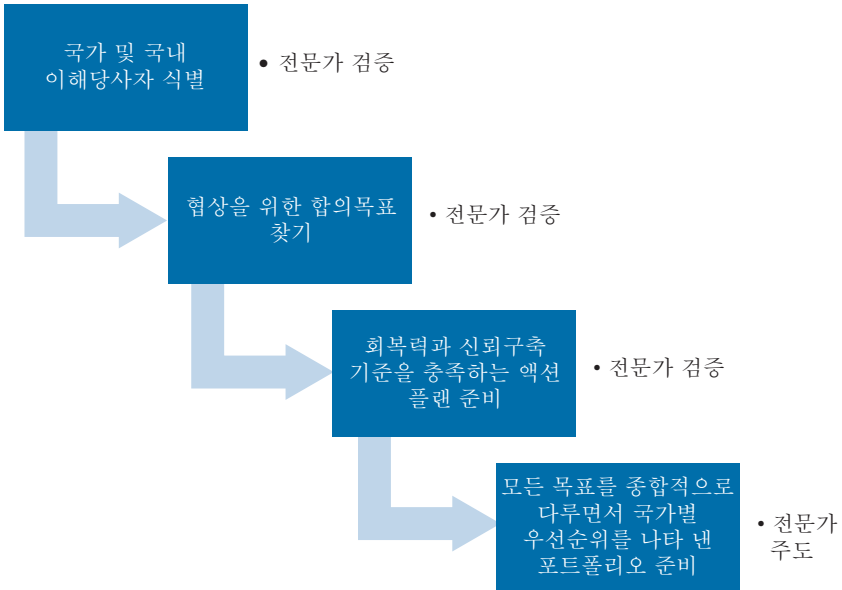 국가 및 국내
이해당사자 식별
• 전문가 검증
협상을 위한 합의목표
찾기
• 전문가 검증
회복력과 신뢰구축
기준을 충족하는 액션
플랜 준비
• 전문가 검증
모든 목표를 종합적으로
다루면서 국가별
우선순위를 나타 낸
포트폴리오 준비
• 전문가
주도